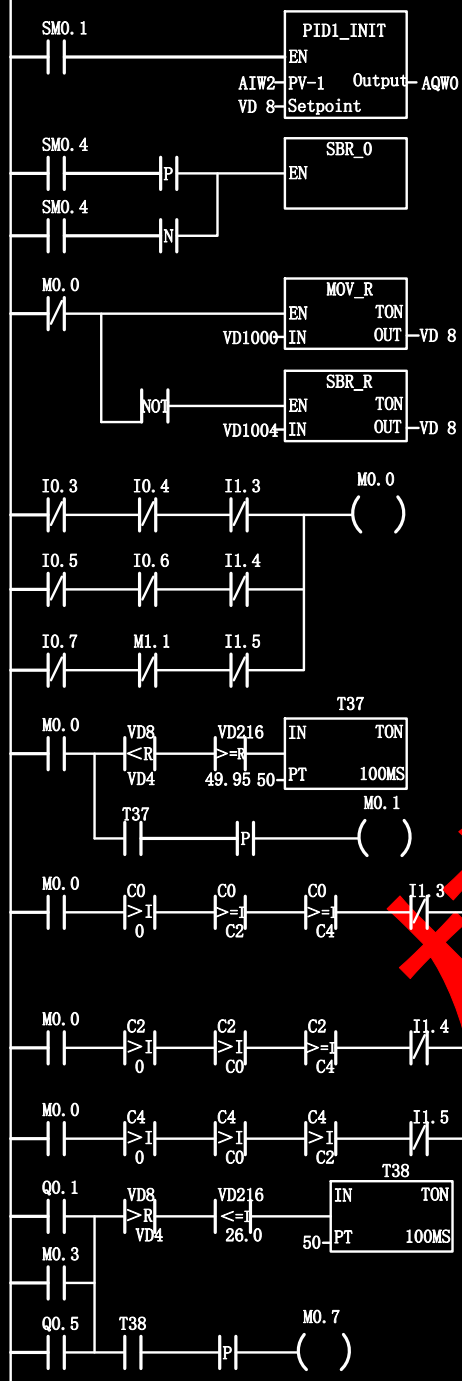 SM0.1
PID1_INIT
EN
AIW2 PV-1 Output AQW0
VD 8 Setpoint
SM0.4
P
SBR_0
EN
SM0.4
N
M0.0
MOV_R
EN TON
VD1000 IN OUT VD 8
NOT
SBR_R
EN TON
VD1004 IN OUT VD 8
I0.3 I0.4 I1.3 M0.0
I0.5 I0.6 I1.4
I0.7 M1.1 I1.5
T37
M0.0 VD8 VD216 IN TON
<R >=R
VD4 49.95 50 PT 100MS
T37 P M0.1
M0.0 C0 C0 C0 I1.3
>I >=I >=I
0 C2 C4
M0.0 C2 C2 C2 I1.4
>I >I >=I
0 C0 C4
M0.0 C4 C4 C4 I1.5
>I >I >I
0 C0 C2
T38
Q0.1 VD8 VD216 IN TON
>R <=I
VD4 26.0 50 PT 100MS
M0.3
Q0.5 T38 P M0.7